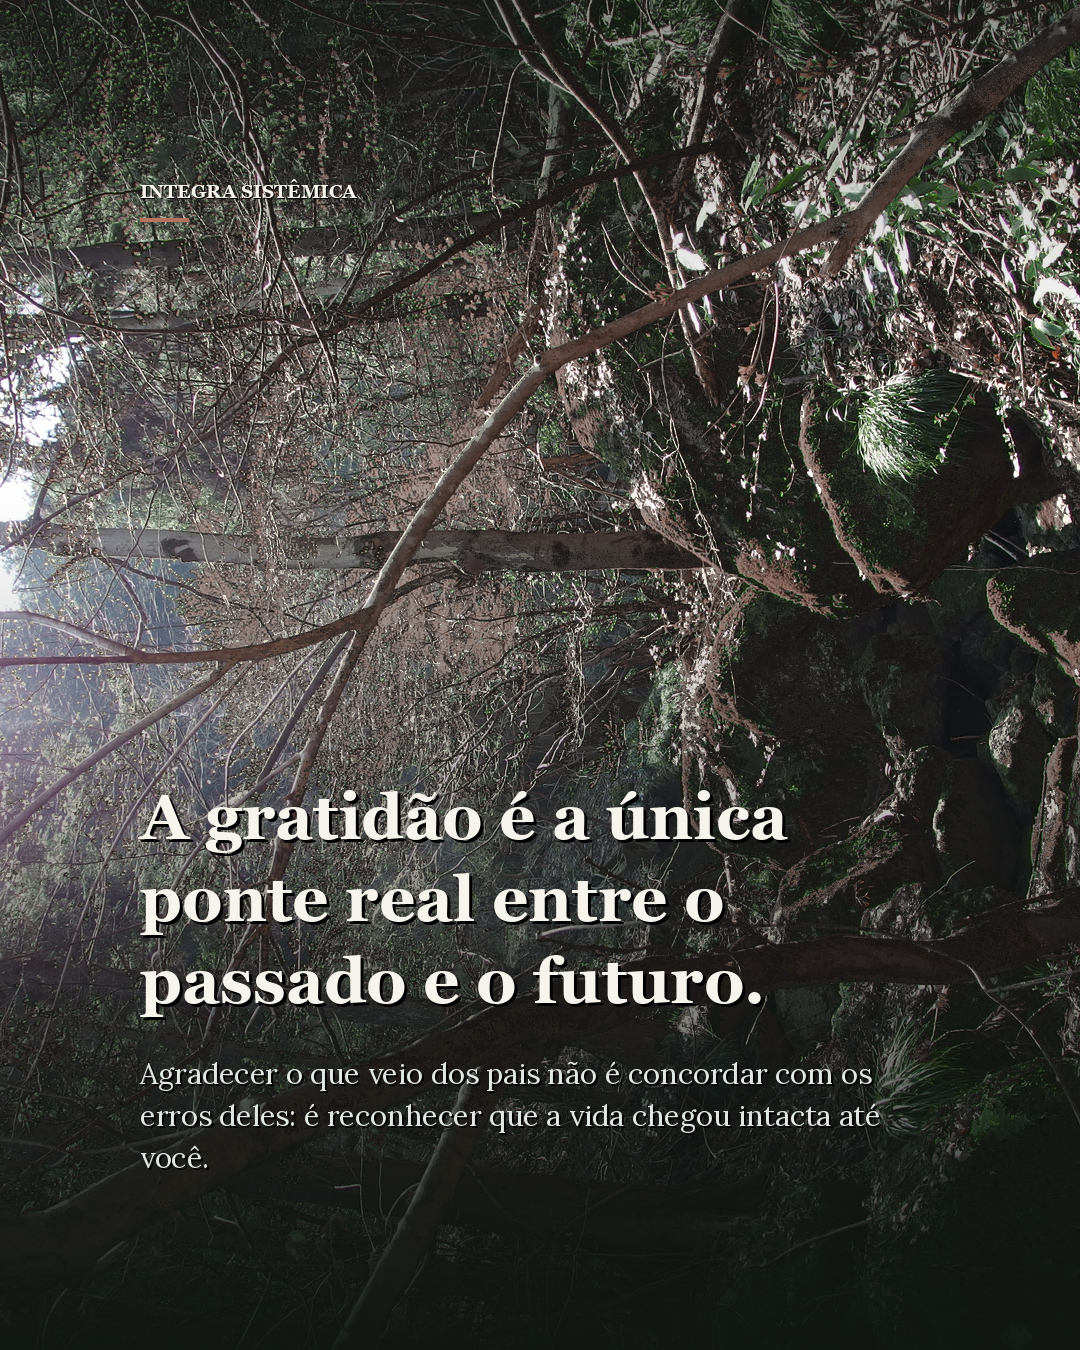 INTEGRA SISTÊMICA
A gratidão é a única
ponte real entre o
passado e o futuro.
Agradecer o que veio dos pais não é concordar com os
erros deles: é reconhecer que a vida chegou intacta até
você.